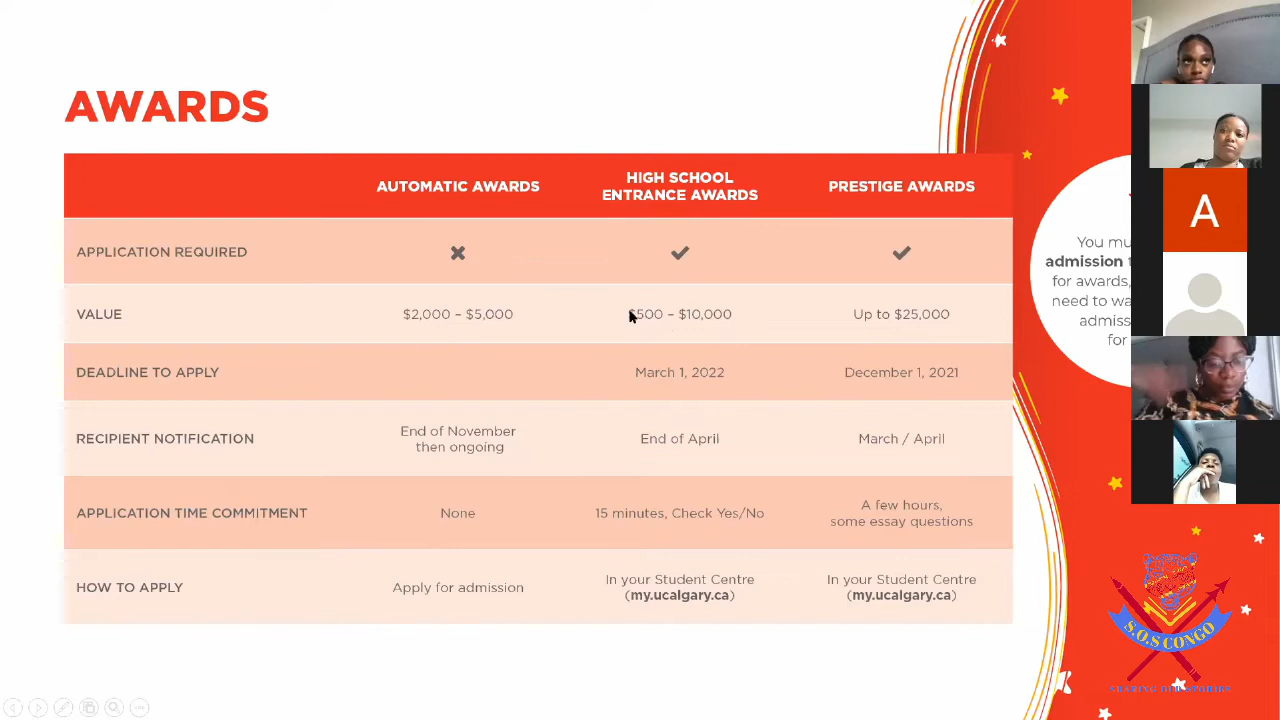 AWARDS
AUTOMATIC AWARDS
HIGH SCHOOL
ENTRANCE AWARDS
PRESTIGE AWARDS
APPLICATION REQUIRED
VALUE
$2,000 – $5,000
$500 – $10,000
Up to $25,000
DEADLINE TO APPLY
March 1, 2022
December 1, 2021
RECIPIENT NOTIFICATION
End of November
then ongoing
End of April
March / April
APPLICATION TIME COMMITMENT
None
15 minutes, Check Yes/No
A few hours,
some essay questions
HOW TO APPLY
Apply for admission
In your Student Centre
(my.ucalgary.ca)
In your Student Centre
(my.ucalgary.ca)
You
admission
for awards,
need to
for
A
S.O.S CONGO
SHARING OUR STORIES